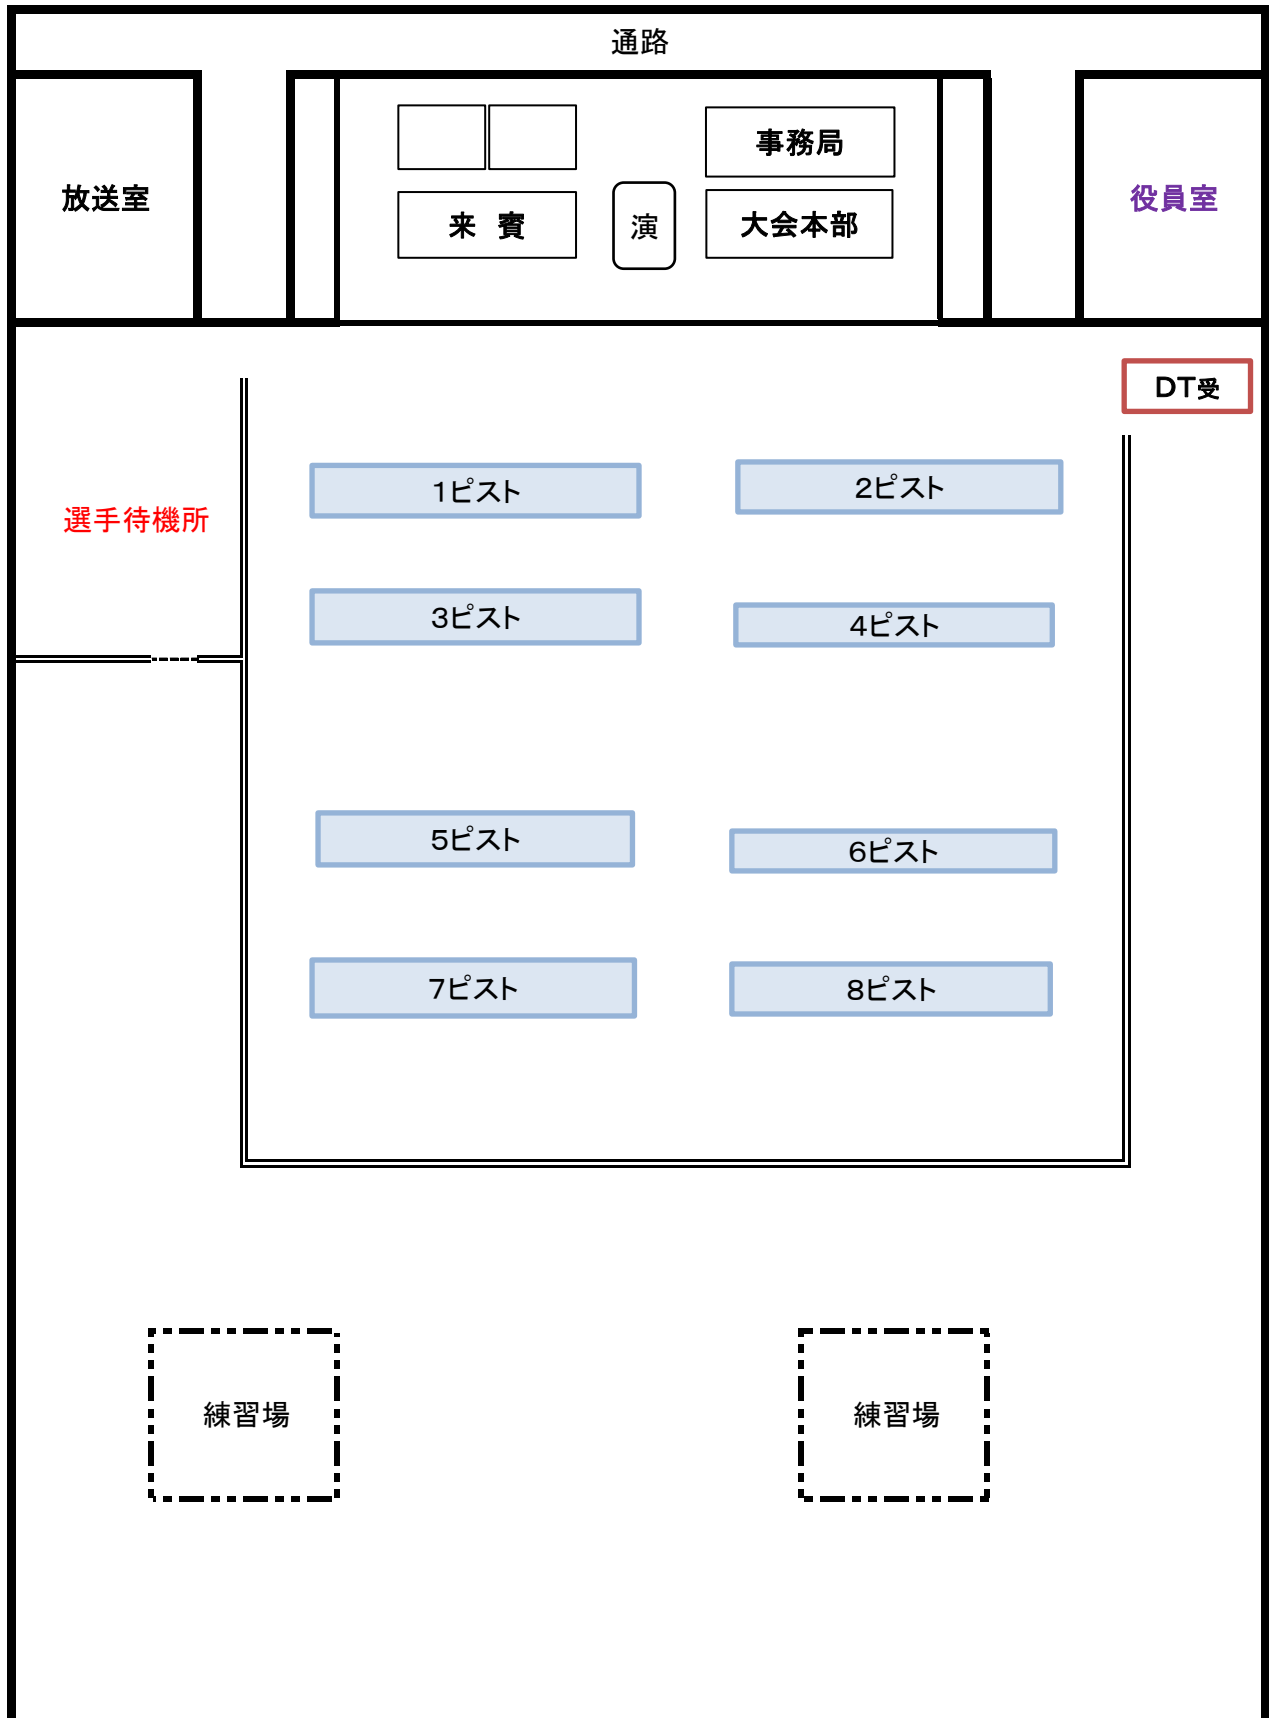 通路
放送室
事務局
役員室
来　賓
演
大会本部
DT受
1ピスト
2ピスト
選手待機所
3ピスト
4ピスト
5ピスト
6ピスト
7ピスト
8ピスト
練習場
練習場